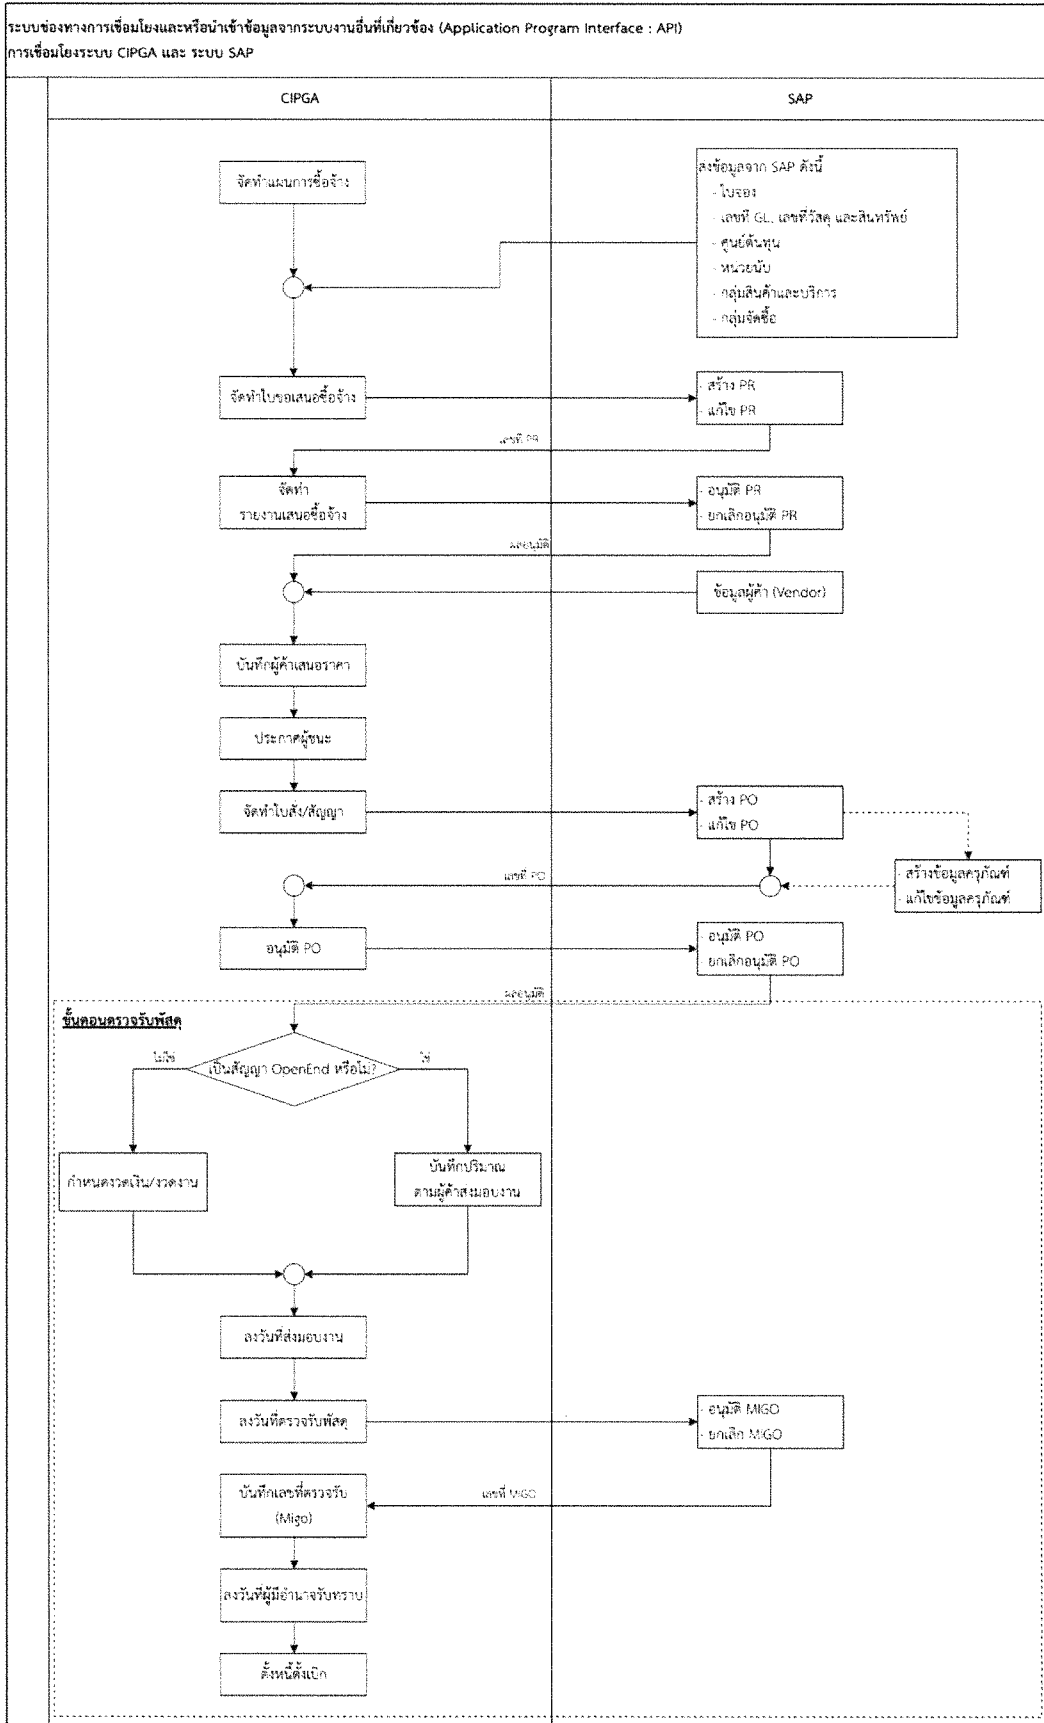 ระบบช่องทางการเชื่อมโยงและหรือนำเข้าข้อมูลจากระบบงานอื่นที่เกี่ยวข้อง (Application Program Interface : API)
การเชื่อมโยงระบบ CIPGA และ ระบบ SAP
CIPGA
SAP
จัดทำแผนการซื้อจ้าง
ส่งข้อมูลจาก SAP ดังนี้
- ใบจอง
- เลขที่ GL, เลขที่วัสดุ และสินทรัพย์
- ศูนย์ต้นทุน
- หน่วยนับ
- กลุ่มสินค้าและบริการ
- กลุ่มจัดซื้อ
จัดทำใบขอเสนอซื้อจ้าง
- สร้าง PR
- แก้ไข PR
เลขที่ PR
จัดทำ
รายงานเสนอซื้อจ้าง
- อนุมัติ PR
- ยกเลิกอนุมัติ PR
ผลอนุมัติ
ข้อมูลผู้ค้า (Vendor)
บันทึกผู้ค้าเสนอราคา
ประกาศผู้ชนะ
จัดทำใบสั่ง/สัญญา
- สร้าง PO
- แก้ไข PO
เลขที่ PO
- สร้างข้อมูลครุภัณฑ์
- แก้ไขข้อมูลครุภัณฑ์
อนุมัติ PO
- อนุมัติ PO
- ยกเลิกอนุมัติ PO
ผลอนุมัติ
ขั้นตอนตรวจรับพัสดุ
ไม่ใช่
เป็นสัญญา OpenEnd หรือไม่?
ใช่
กำหนดงวดเงิน/งวดงาน
บันทึกปริมาณ
ตามผู้ค้าส่งมอบงาน
ลงวันที่ส่งมอบงาน
ลงวันที่ตรวจรับพัสดุ
- อนุมัติ MIGO
- ยกเลิก MIGO
บันทึกเลขที่ตรวจรับ
(Migo)
เลขที่ MIGO
ลงวันที่ผู้มีอำนาจรับทราบ
ตั้งหนี้ตั้งเบิก